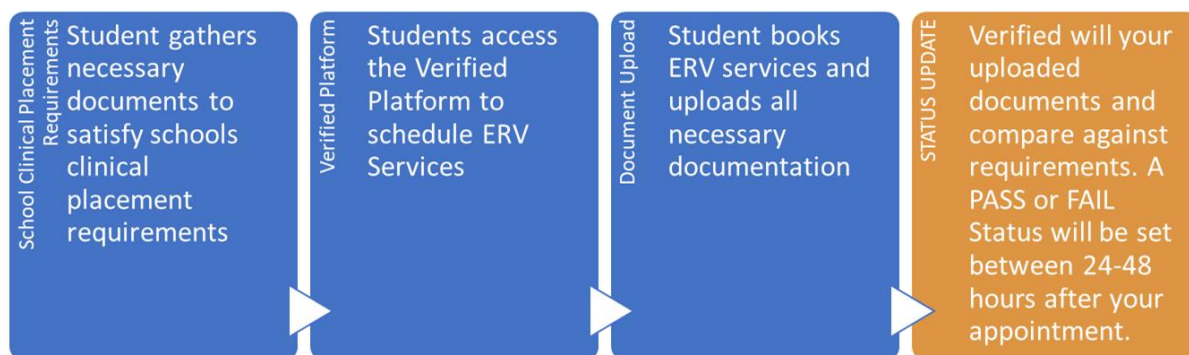 School Clinical Placement
Requirements
Student gathers
necessary
documents to
satisfy schools
clinical
placement
requirements
Verified Platform
Students access
the Verified
Platform to
schedule ERV
Services
Document Upload
Student books
ERV services and
uploads all
necessary
documentation
STATUS UPDATE
Verified will your
uploaded
documents and
compare against
requirements. A
PASS or FAIL
Status will be set
between 24-48
hours after your
appointment.